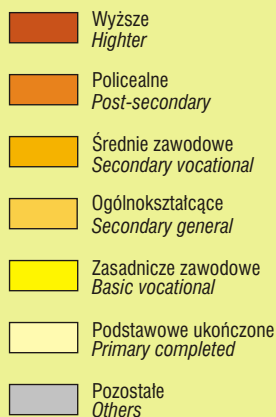 Wyższe
Highter
Policealne
Post-secondary
Średnie zawodowe
Secondary vocational
Ogólnokształcące
Secondary general
Zasadnicze zawodowe
Basic vocational
Podstawowe ukończone
Primary completed
Pozostałe
Others